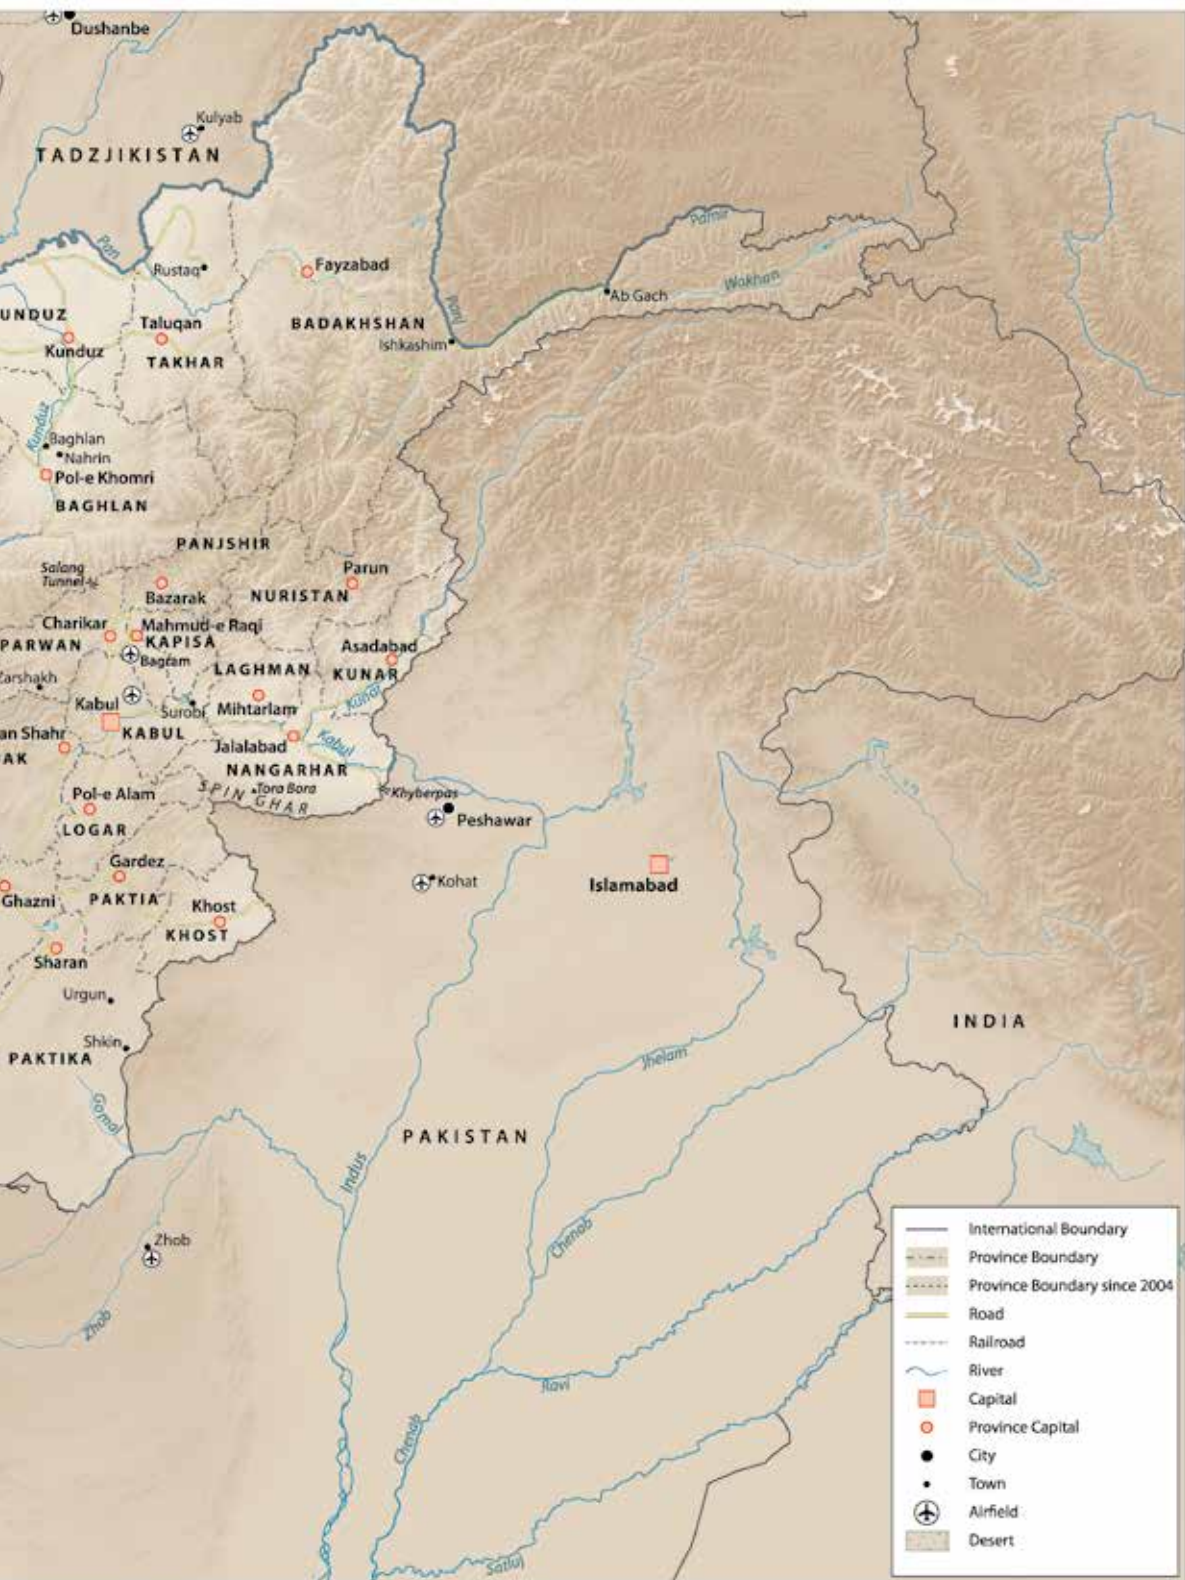 Dushanbe
Kulyab
TADZJIKISTAN
Pan
Rustaq
Fayzabad
Pamir
Wakhan
Ab Gach
UNDUZ
Taluqan
BADAKHSHAN
Panj
Kunduz
TAKHAR
Ishkashim
Kunduz
Baghlan
Nahrin
Pol-e Khomri
BAGHLAN
PANJSHIR
Salang
Tunnel
Parun
Bazarak
NURISTAN
Charikar
Mahmud-e Raqi
PARWAN
KAPISA
Asadabad
Bagram
LAGHMAN
KUNAR
Zarshakh
Kabul
Surobi
Mihtarlam
Kunar
an Shahr
KABUL
Jalalabad
Kabul
AK
NANGARHAR
Pol-e Alam
SPIN GHAR
Tora Bora
Khyberpas
LOGAR
Peshawar
Gardez
Kohat
Islamabad
Ghazni
PAKTIA
Khost
KHOST
Sharan
Urgun
INDIA
Shkin
PAKTIKA
Jhelam
Gomal
PAKISTAN
Indus
Zhob
Chenab
Zhob
Ravi
Chenab
Satluj
International Boundary
Province Boundary
Province Boundary since 2004
Road
Railroad
River
Capital
Province Capital
City
Town
Airfield
Desert